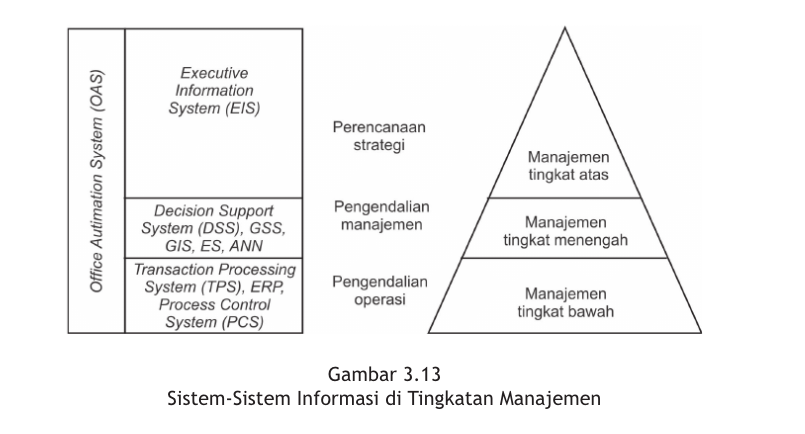 Office Autimation System (OAS)
Executive
Information
System (EIS)
Decision Support
System (DSS), GSS,
GIS, ES, ANN
Transaction Processing
System (TPS), ERP,
Process Control
System (PCS)
Perencanaan
strategi
Pengendalian
manajemen
Pengendalian
operasi
Manajemen
tingkat atas
Manajemen
tingkat menengah
Manajemen
tingkat bawah
Gambar 3.13
Sistem-Sistem Informasi di Tingkatan Manajemen